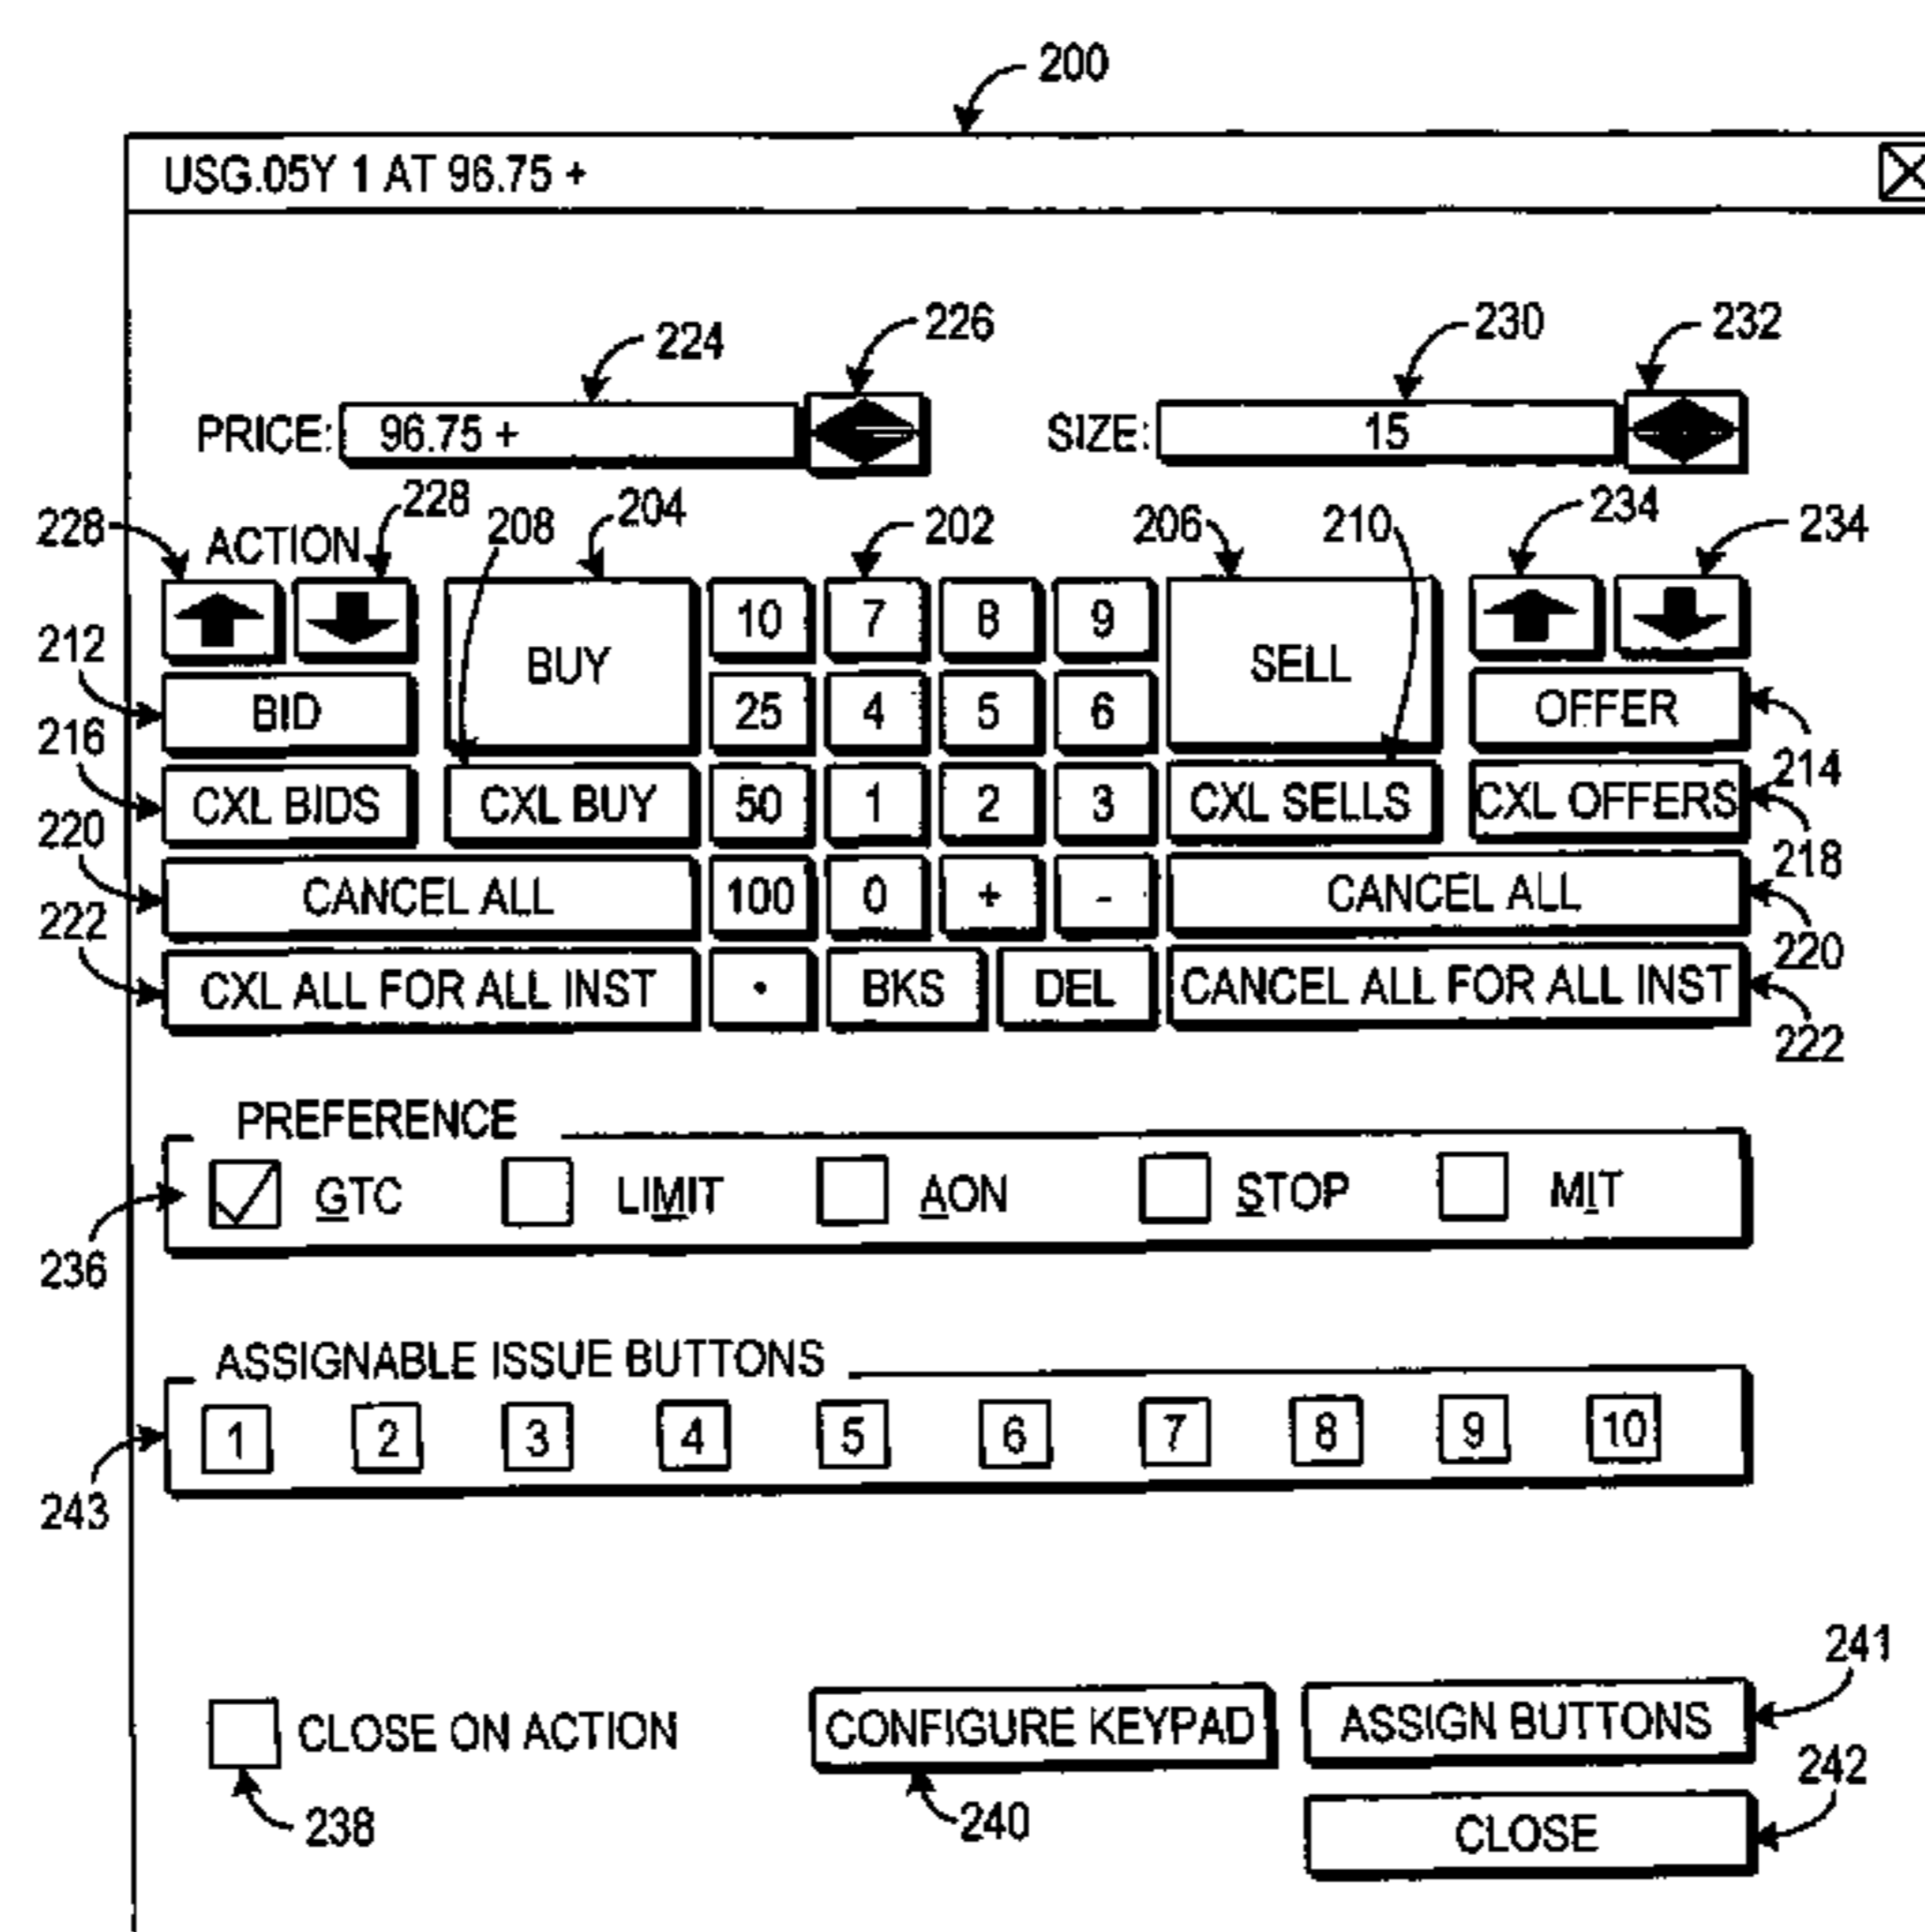 200
USG.05Y 1 AT 96.75 +
224 226 230 232
PRICE: 96.75 + SIZE: 15
228 ACTION 228 208 204 202 206 210 234 234
10 7 8 9
212 BUY SELL
BID 25 4 5 6 OFFER
216 214
CXL BIDS CXL BUY 50 1 2 3 CXL SELLS CXL OFFERS
220 218
CANCEL ALL 100 0 + - CANCEL ALL
222 220
CXL ALL FOR ALL INST . BKS DEL CANCEL ALL FOR ALL INST
222
PREFERENCE
GTC LIMIT AON STOP MIT
236
ASSIGNABLE ISSUE BUTTONS
1 2 3 4 5 6 7 8 9 10
243
241
CLOSE ON ACTION CONFIGURE KEYPAD ASSIGN BUTTONS
242
238 240 CLOSE